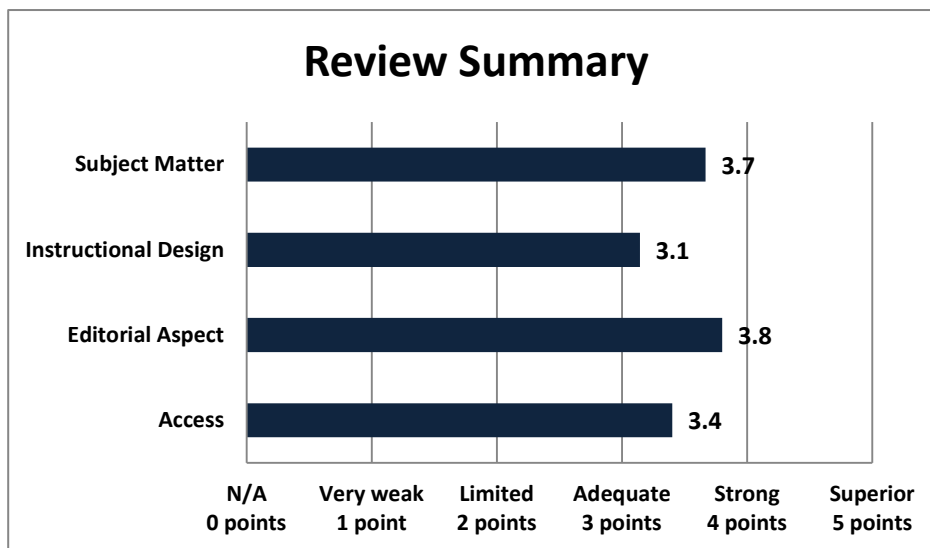 Review Summary
Subject Matter
3.7
Instructional Design
3.1
Editorial Aspect
3.8
Access
3.4
N/A Very weak Limited Adequate Strong Superior
0 points 1 point 2 points 3 points 4 points 5 points